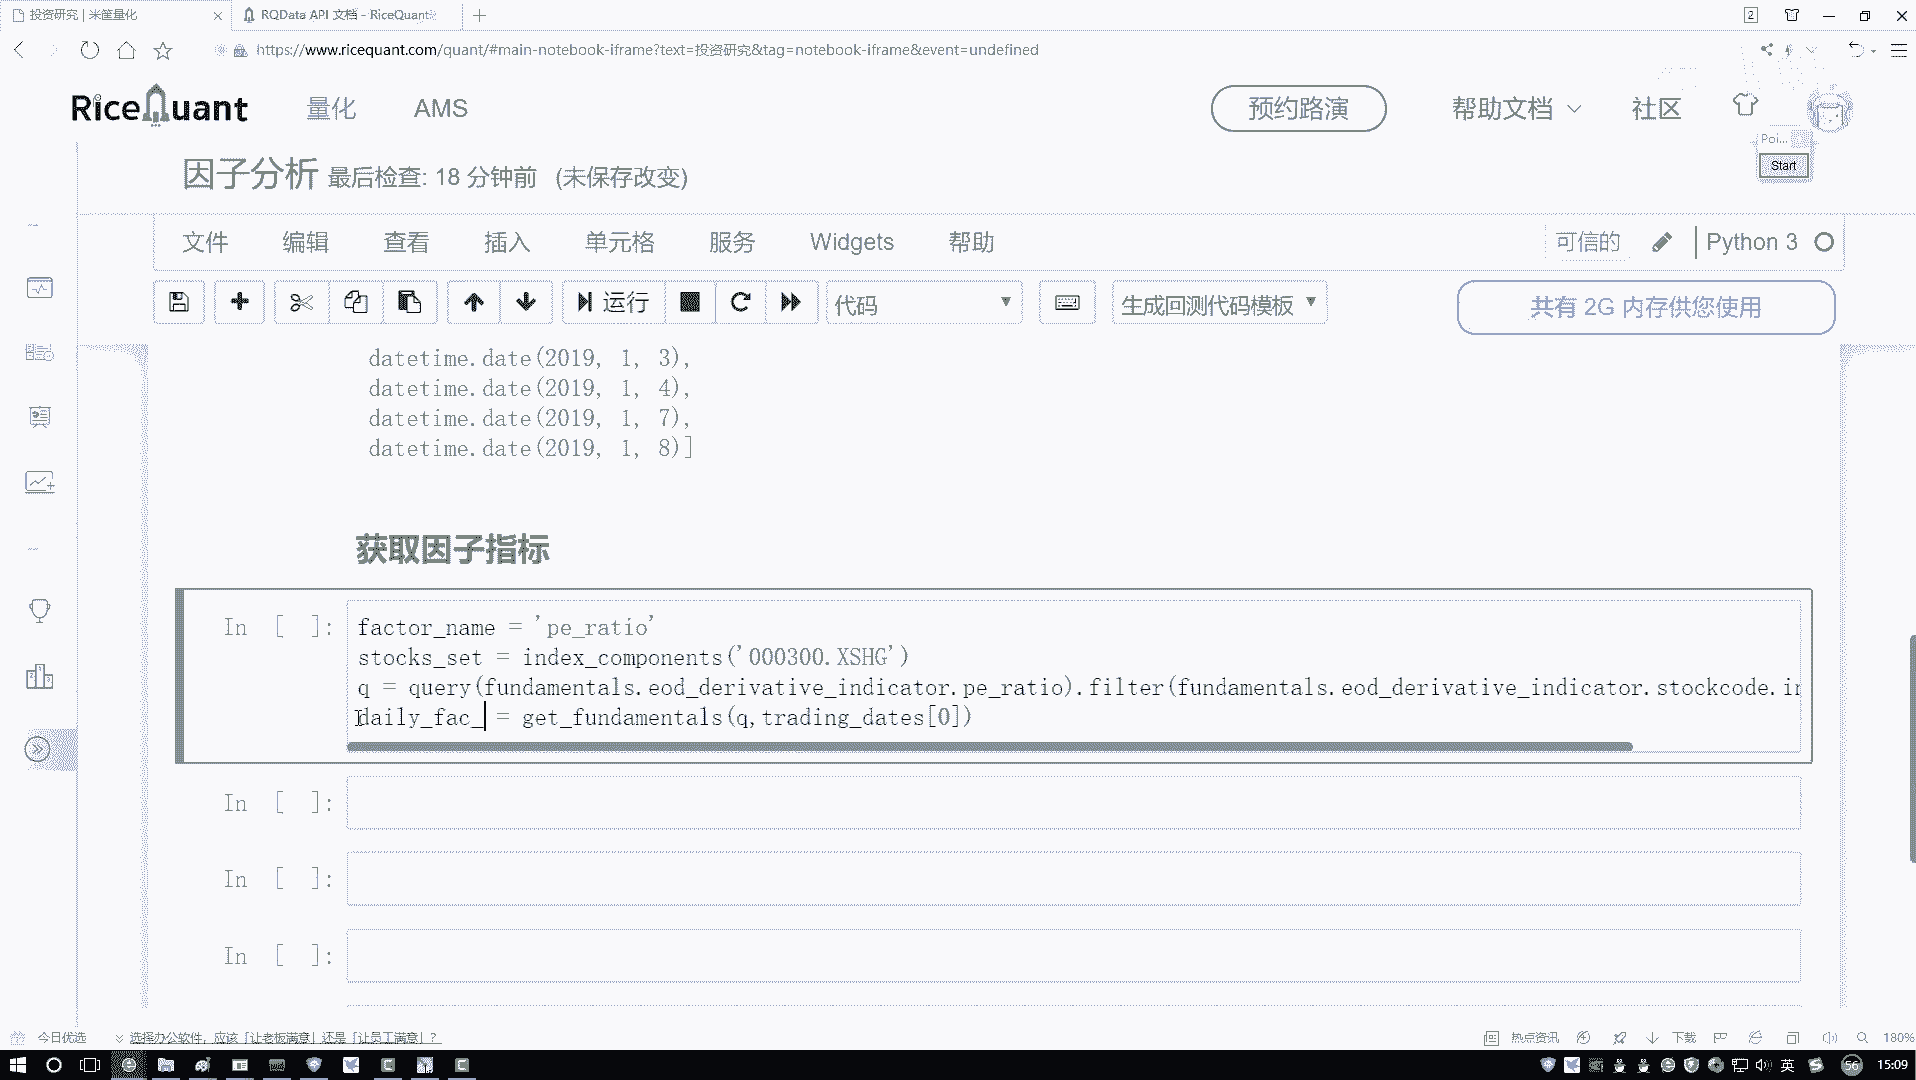 投资研究 | 米筐量化
RQData API 文档 - RiceQuant
2
https://www.ricequant.com/quant/#main-notebook-iframe?text=投资研究&tag=notebook-iframe&event=undefined
RiceQuant
量化
AMS
预约路演
帮助文档
社区
Poi...
Start
因子分析 最后检查: 18 分钟前 (未保存改变)
文件 编辑 查看 插入 单元格 服务 Widgets 帮助
可信的
Python 3
运行
代码
生成回测代码模板
共有 2G 内存供您使用
datetime.date(2019, 1, 3),
datetime.date(2019, 1, 4),
datetime.date(2019, 1, 7),
datetime.date(2019, 1, 8)]
获取因子指标
In [ ]:
factor_name = 'pe_ratio'
stocks_set = index_components('000300.XSHG')
q = query(fundamentals.eod_derivative_indicator.pe_ratio).filter(fundamentals.eod_derivative_indicator.stockcode.in
daily_fac_ = get_fundamentals(q,trading_dates[0])
In [ ]:
In [ ]:
In [ ]:
今日优选
选择办公软件，应该「让老板满意」还是「让员工满意」？
热点资讯
下载
180%
英
56
15:09